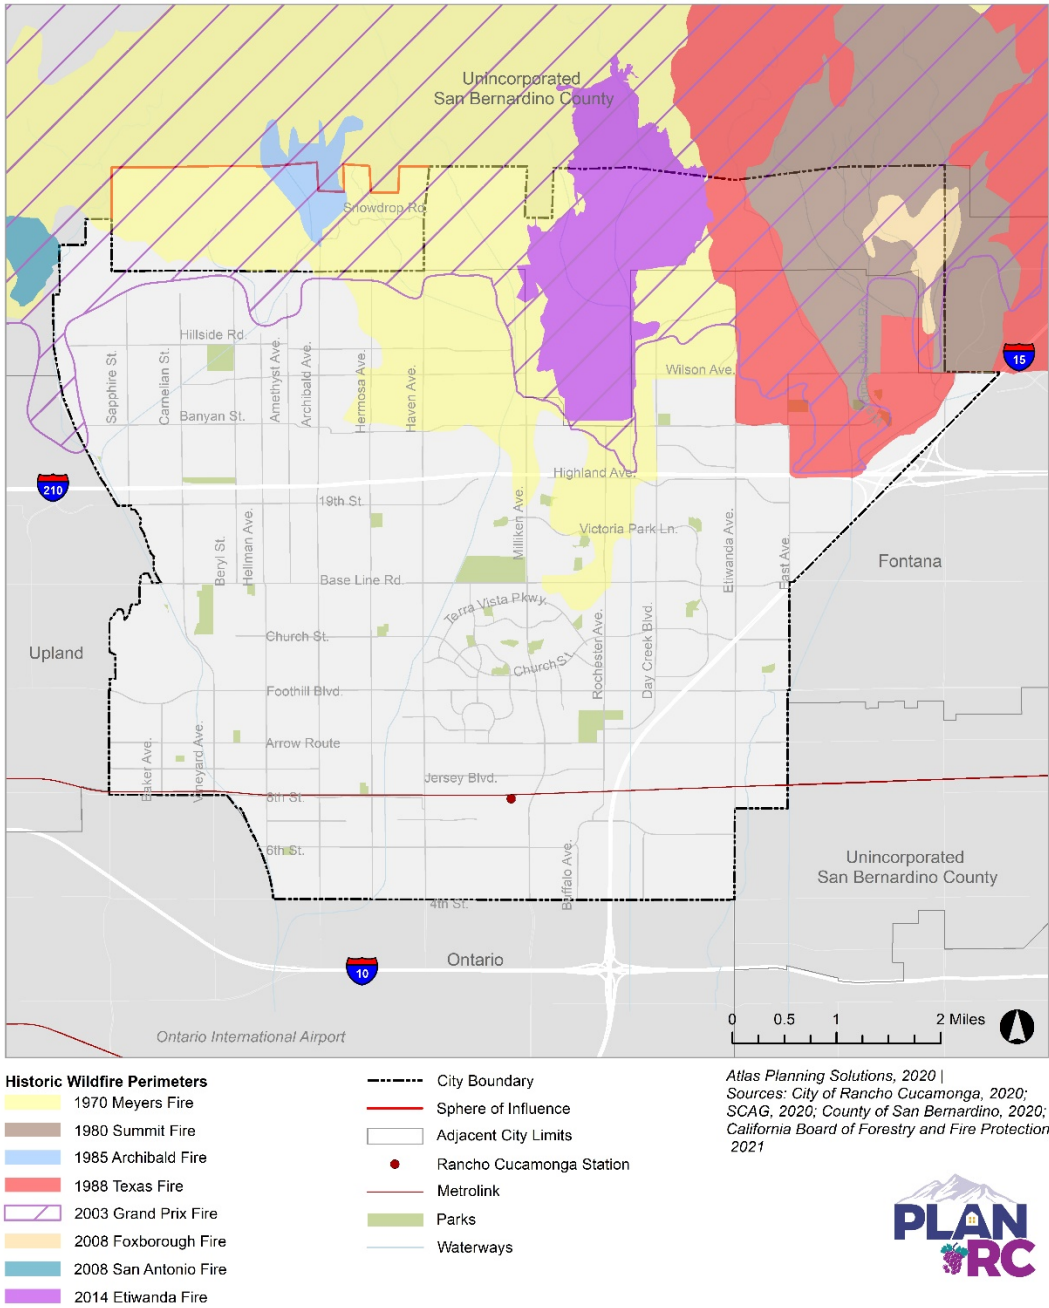 Unincorporated
San Bernardino County
Snowdrop Rd.
Hillside Rd.
Sapphire St.
Carnelian St.
Amethyst Ave.
Archibald Ave.
Hermosa Ave.
Haven Ave.
Wilson Ave.
15
Banyan St.
Highland Ave.
210
19th St.
Milliken Ave.
Victoria Park Ln.
Beryl St.
Hellman Ave.
Etiwanda Ave.
East Ave.
Fontana
Base Line Rd.
Terra Vista Pkwy.
Church St.
Church St.
Rochester Ave.
Day Creek Blvd.
Upland
Foothill Blvd.
Arrow Route
Baker Ave.
Vineyard Ave.
Jersey Blvd.
8th St.
6th St.
Buffalo Ave.
Unincorporated
San Bernardino County
4th St.
Ontario
10
Ontario International Airport
0 0.5 1 2 Miles
Historic Wildfire Perimeters
1970 Meyers Fire
1980 Summit Fire
1985 Archibald Fire
1988 Texas Fire
2003 Grand Prix Fire
2008 Foxborough Fire
2008 San Antonio Fire
2014 Etiwanda Fire
City Boundary
Sphere of Influence
Adjacent City Limits
Rancho Cucamonga Station
Metrolink
Parks
Waterways
Atlas Planning Solutions, 2020 |
Sources: City of Rancho Cucamonga, 2020;
SCAG, 2020; County of San Bernardino, 2020;
California Board of Forestry and Fire Protection
2021
PLAN
RC